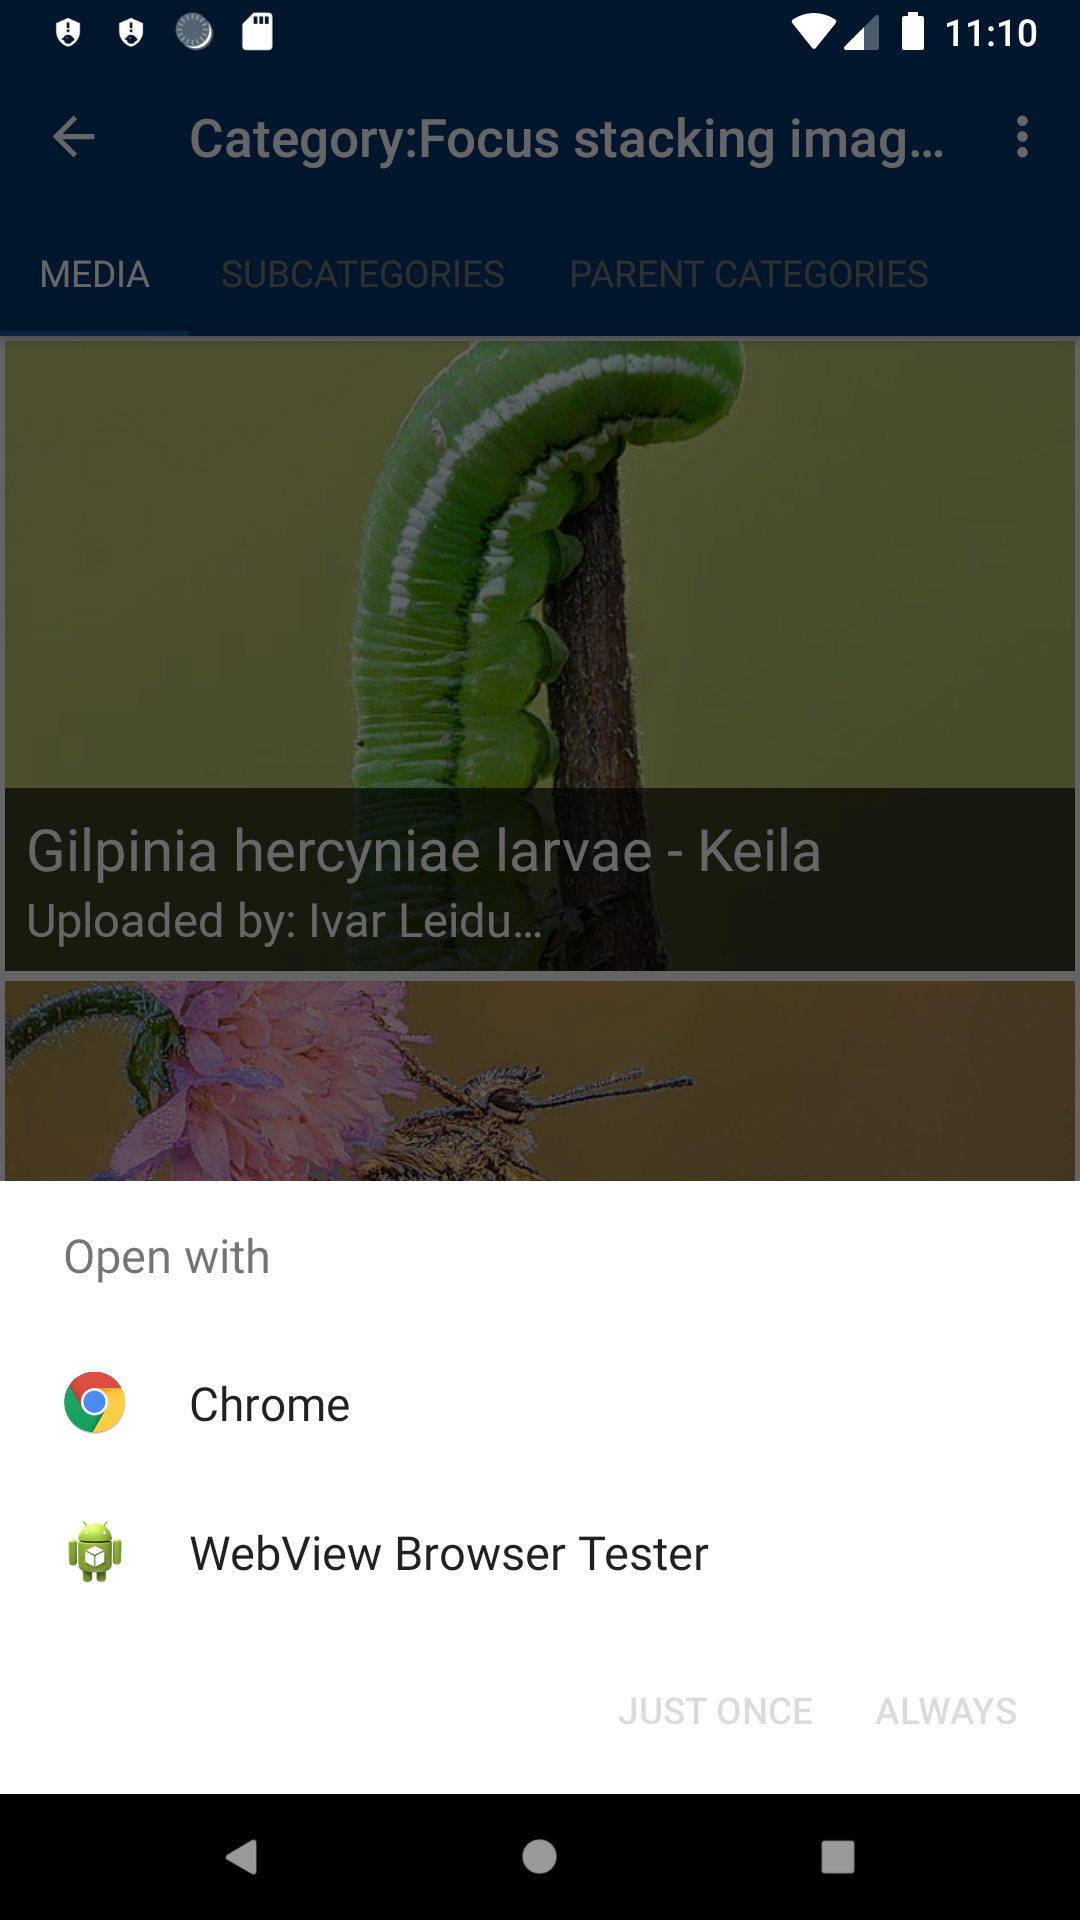 11:10
Category:Focus stacking imag…
MEDIA SUBCATEGORIES PARENT CATEGORIES
Gilpinia hercyniae larvae - Keila
Uploaded by: Ivar Leidu…
Open with
Chrome
WebView Browser Tester
JUST ONCE ALWAYS